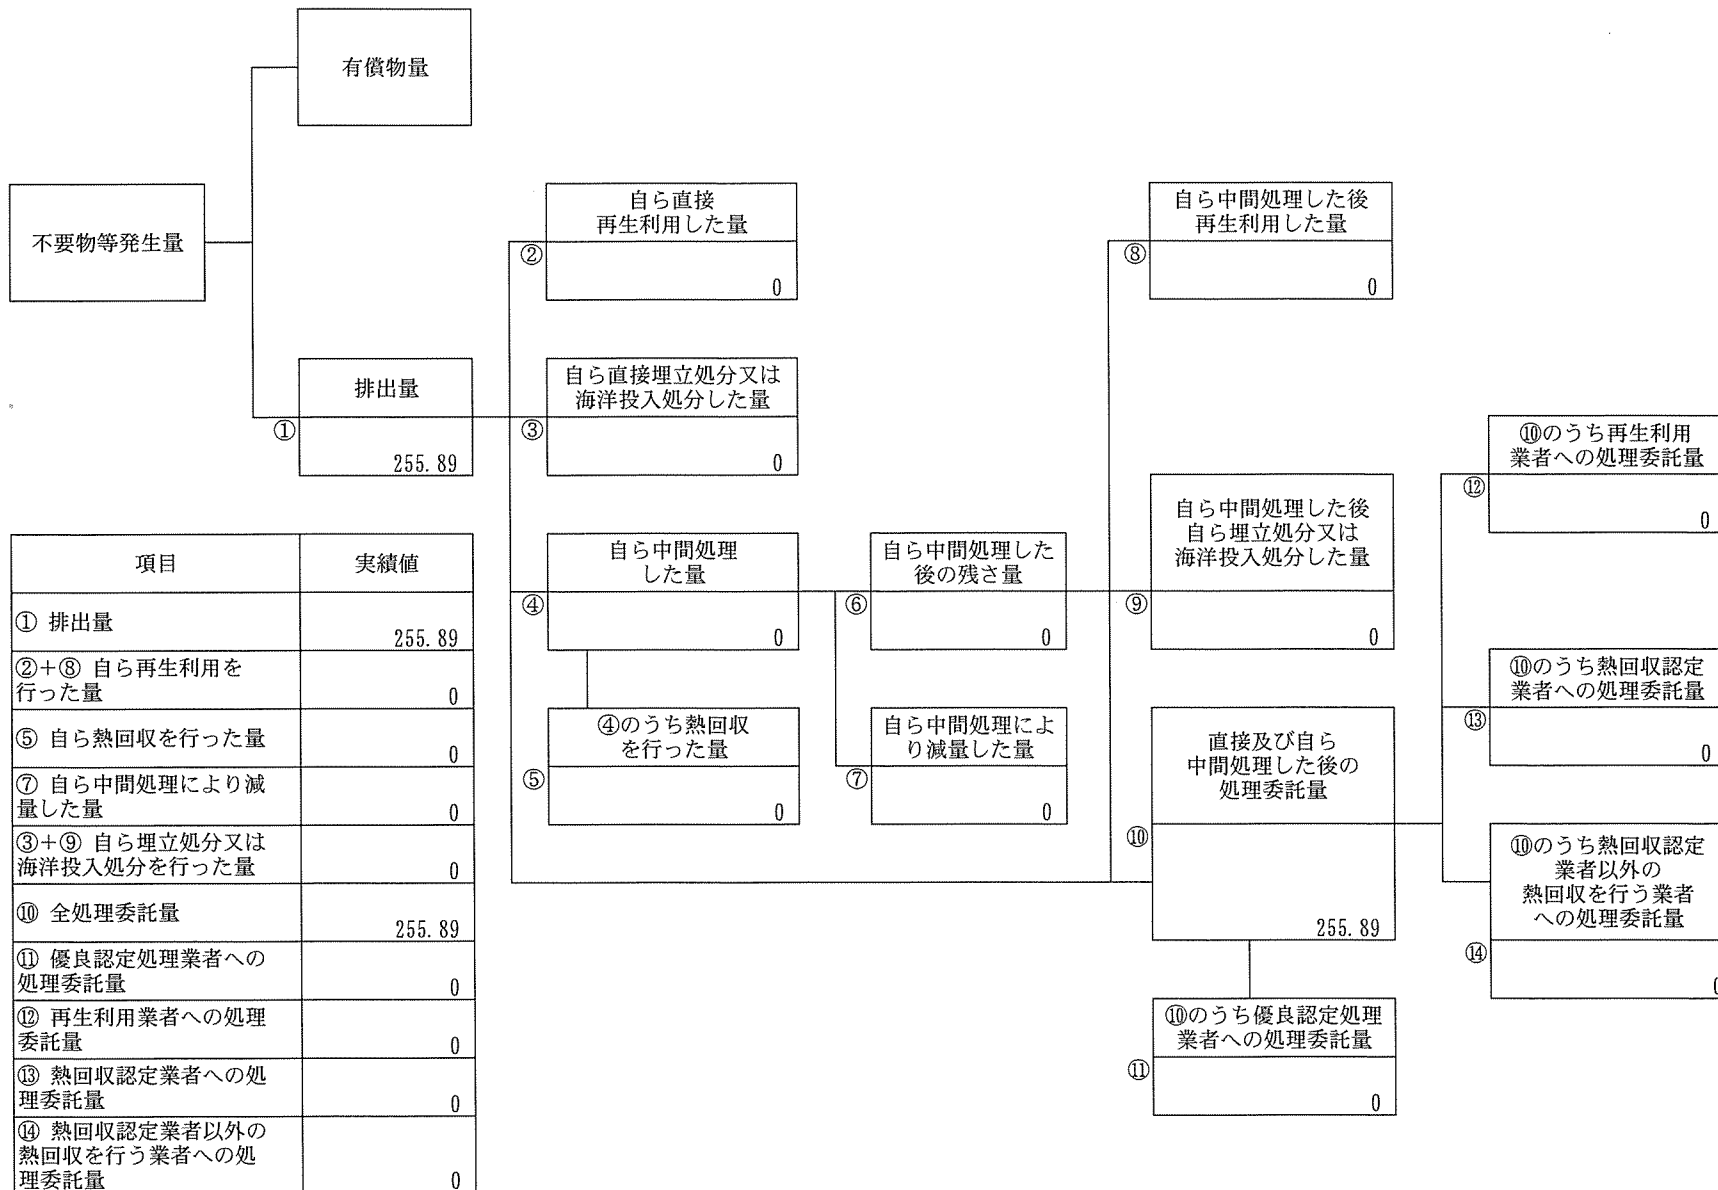 有償物量
不要物等発生量
自ら直接
再生利用した量
②
0
自ら中間処理した後
再生利用した量
⑧
0
排出量
①
255.89
自ら直接埋立処分又は
海洋投入処分した量
③
0
⑩のうち再生利用
業者への処理委託量
⑫
0
自ら中間処理
した量
④
0
自ら中間処理した
後の残さ量
⑥
0
自ら中間処理した後
自ら埋立処分又は
海洋投入処分した量
⑨
0
⑩のうち熱回収認定
業者への処理委託量
⑬
0
④のうち熱回収
を行った量
⑤
0
自ら中間処理によ
り減量した量
⑦
0
直接及び自ら
中間処理した後の
処理委託量
⑩
255.89
⑩のうち熱回収認定
業者以外の
熱回収を行う業者
への処理委託量
⑭
0
⑩のうち優良認定処理
業者への処理委託量
⑪
0
項目 実績値
① 排出量
255.89
②+⑧ 自ら再生利用を
行った量 0
⑤ 自ら熱回収を行った量
0
⑦ 自ら中間処理により減
量した量 0
③+⑨ 自ら埋立処分又は
海洋投入処分を行った量 0
⑩ 全処理委託量
255.89
⑪ 優良認定処理業者への
処理委託量 0
⑫ 再生利用業者への処理
委託量 0
⑬ 熱回収認定業者への処
理委託量 0
⑭ 熱回収認定業者以外の
熱回収を行う業者への処
理委託量 0